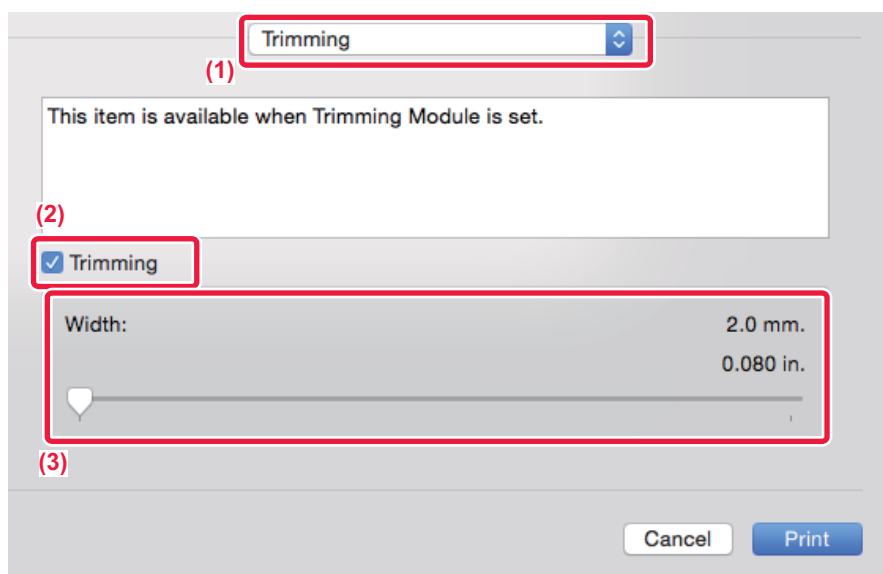 Trimming
(1)
This item is available when Trimming Module is set.
(2)
Trimming
Width:
2.0 mm.
0.080 in.
(3)
Cancel
Print